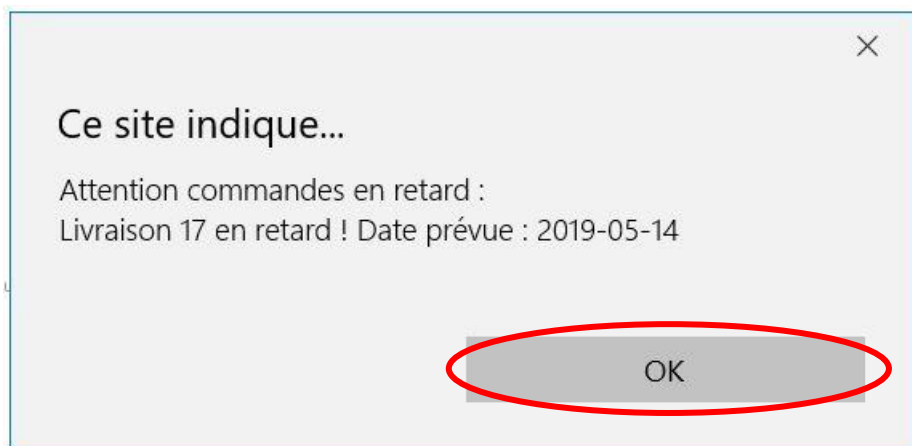 Ce site indique...
Attention commandes en retard :
Livraison 17 en retard ! Date prévue : 2019-05-14
OK